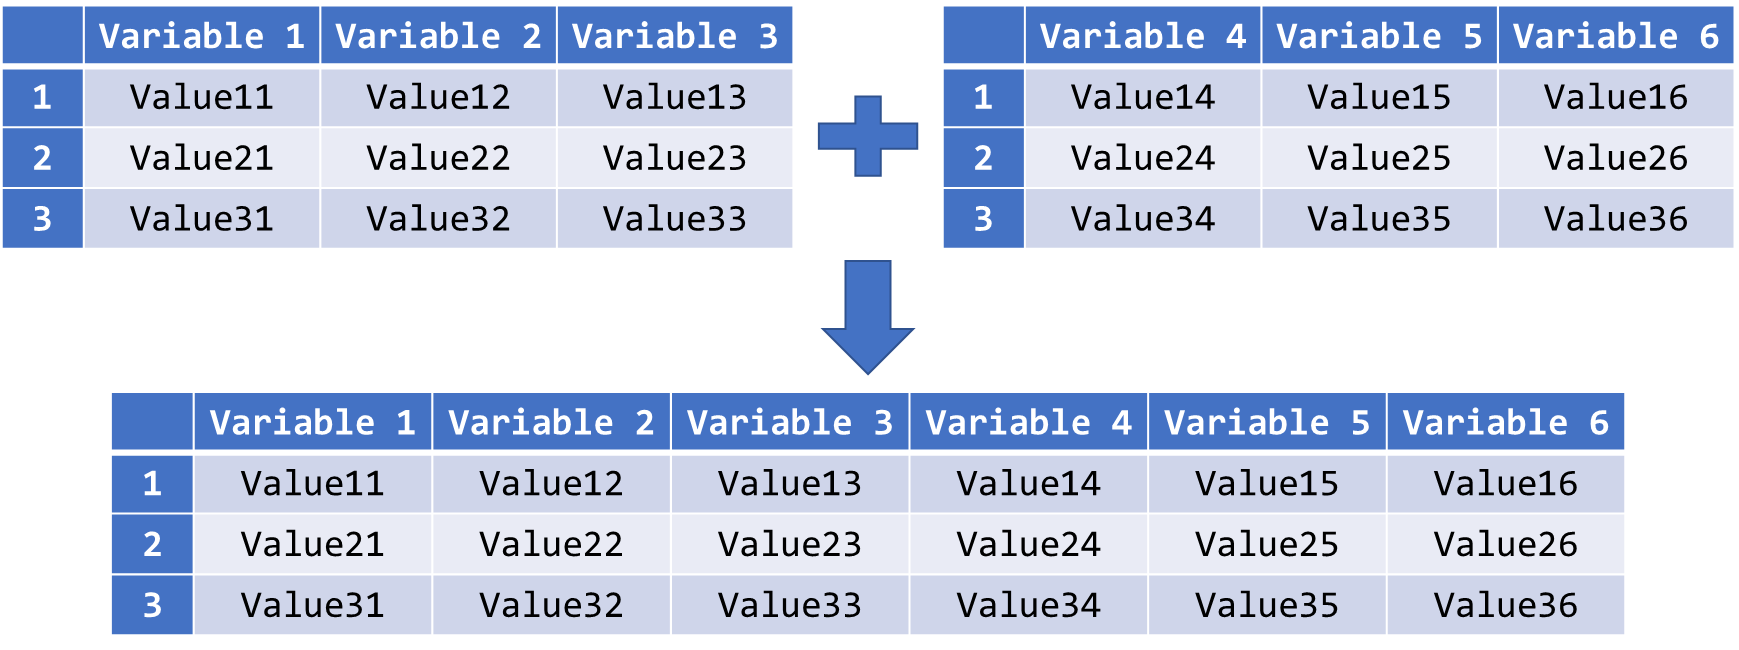 Variable 1 Variable 2 Variable 3
1 Value11 Value12 Value13
2 Value21 Value22 Value23
3 Value31 Value32 Value33
Variable 4 Variable 5 Variable 6
1 Value14 Value15 Value16
2 Value24 Value25 Value26
3 Value34 Value35 Value36
Variable 1 Variable 2 Variable 3 Variable 4 Variable 5 Variable 6
1 Value11 Value12 Value13 Value14 Value15 Value16
2 Value21 Value22 Value23 Value24 Value25 Value26
3 Value31 Value32 Value33 Value34 Value35 Value36